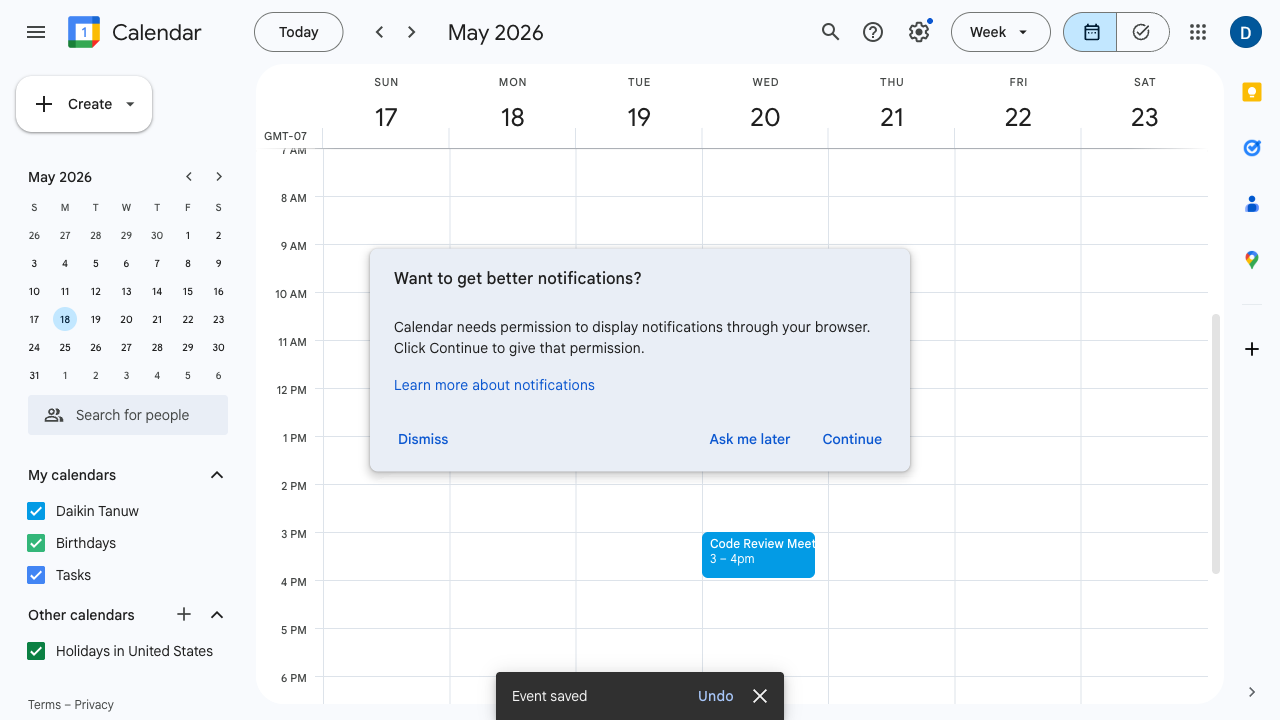 1
Calendar
Today
May 2026
Week
D
Create
May 2026
S M T W T F S
26 27 28 29 30 1 2
3 4 5 6 7 8 9
10 11 12 13 14 15 16
17 18 19 20 21 22 23
24 25 26 27 28 29 30
31 1 2 3 4 5 6
Search for people
My calendars
Daikin Tanuw
Birthdays
Tasks
Other calendars
Holidays in United States
Terms – Privacy
SUN MON TUE WED THU FRI SAT
17 18 19 20 21 22 23
GMT-07
7 AM
8 AM
9 AM
10 AM
11 AM
12 PM
1 PM
2 PM
3 PM
4 PM
5 PM
6 PM
Want to get better notifications?
Calendar needs permission to display notifications through your browser.
Click Continue to give that permission.
Learn more about notifications
Dismiss
Ask me later
Continue
Code Review Meet
3 – 4pm
Event saved
Undo